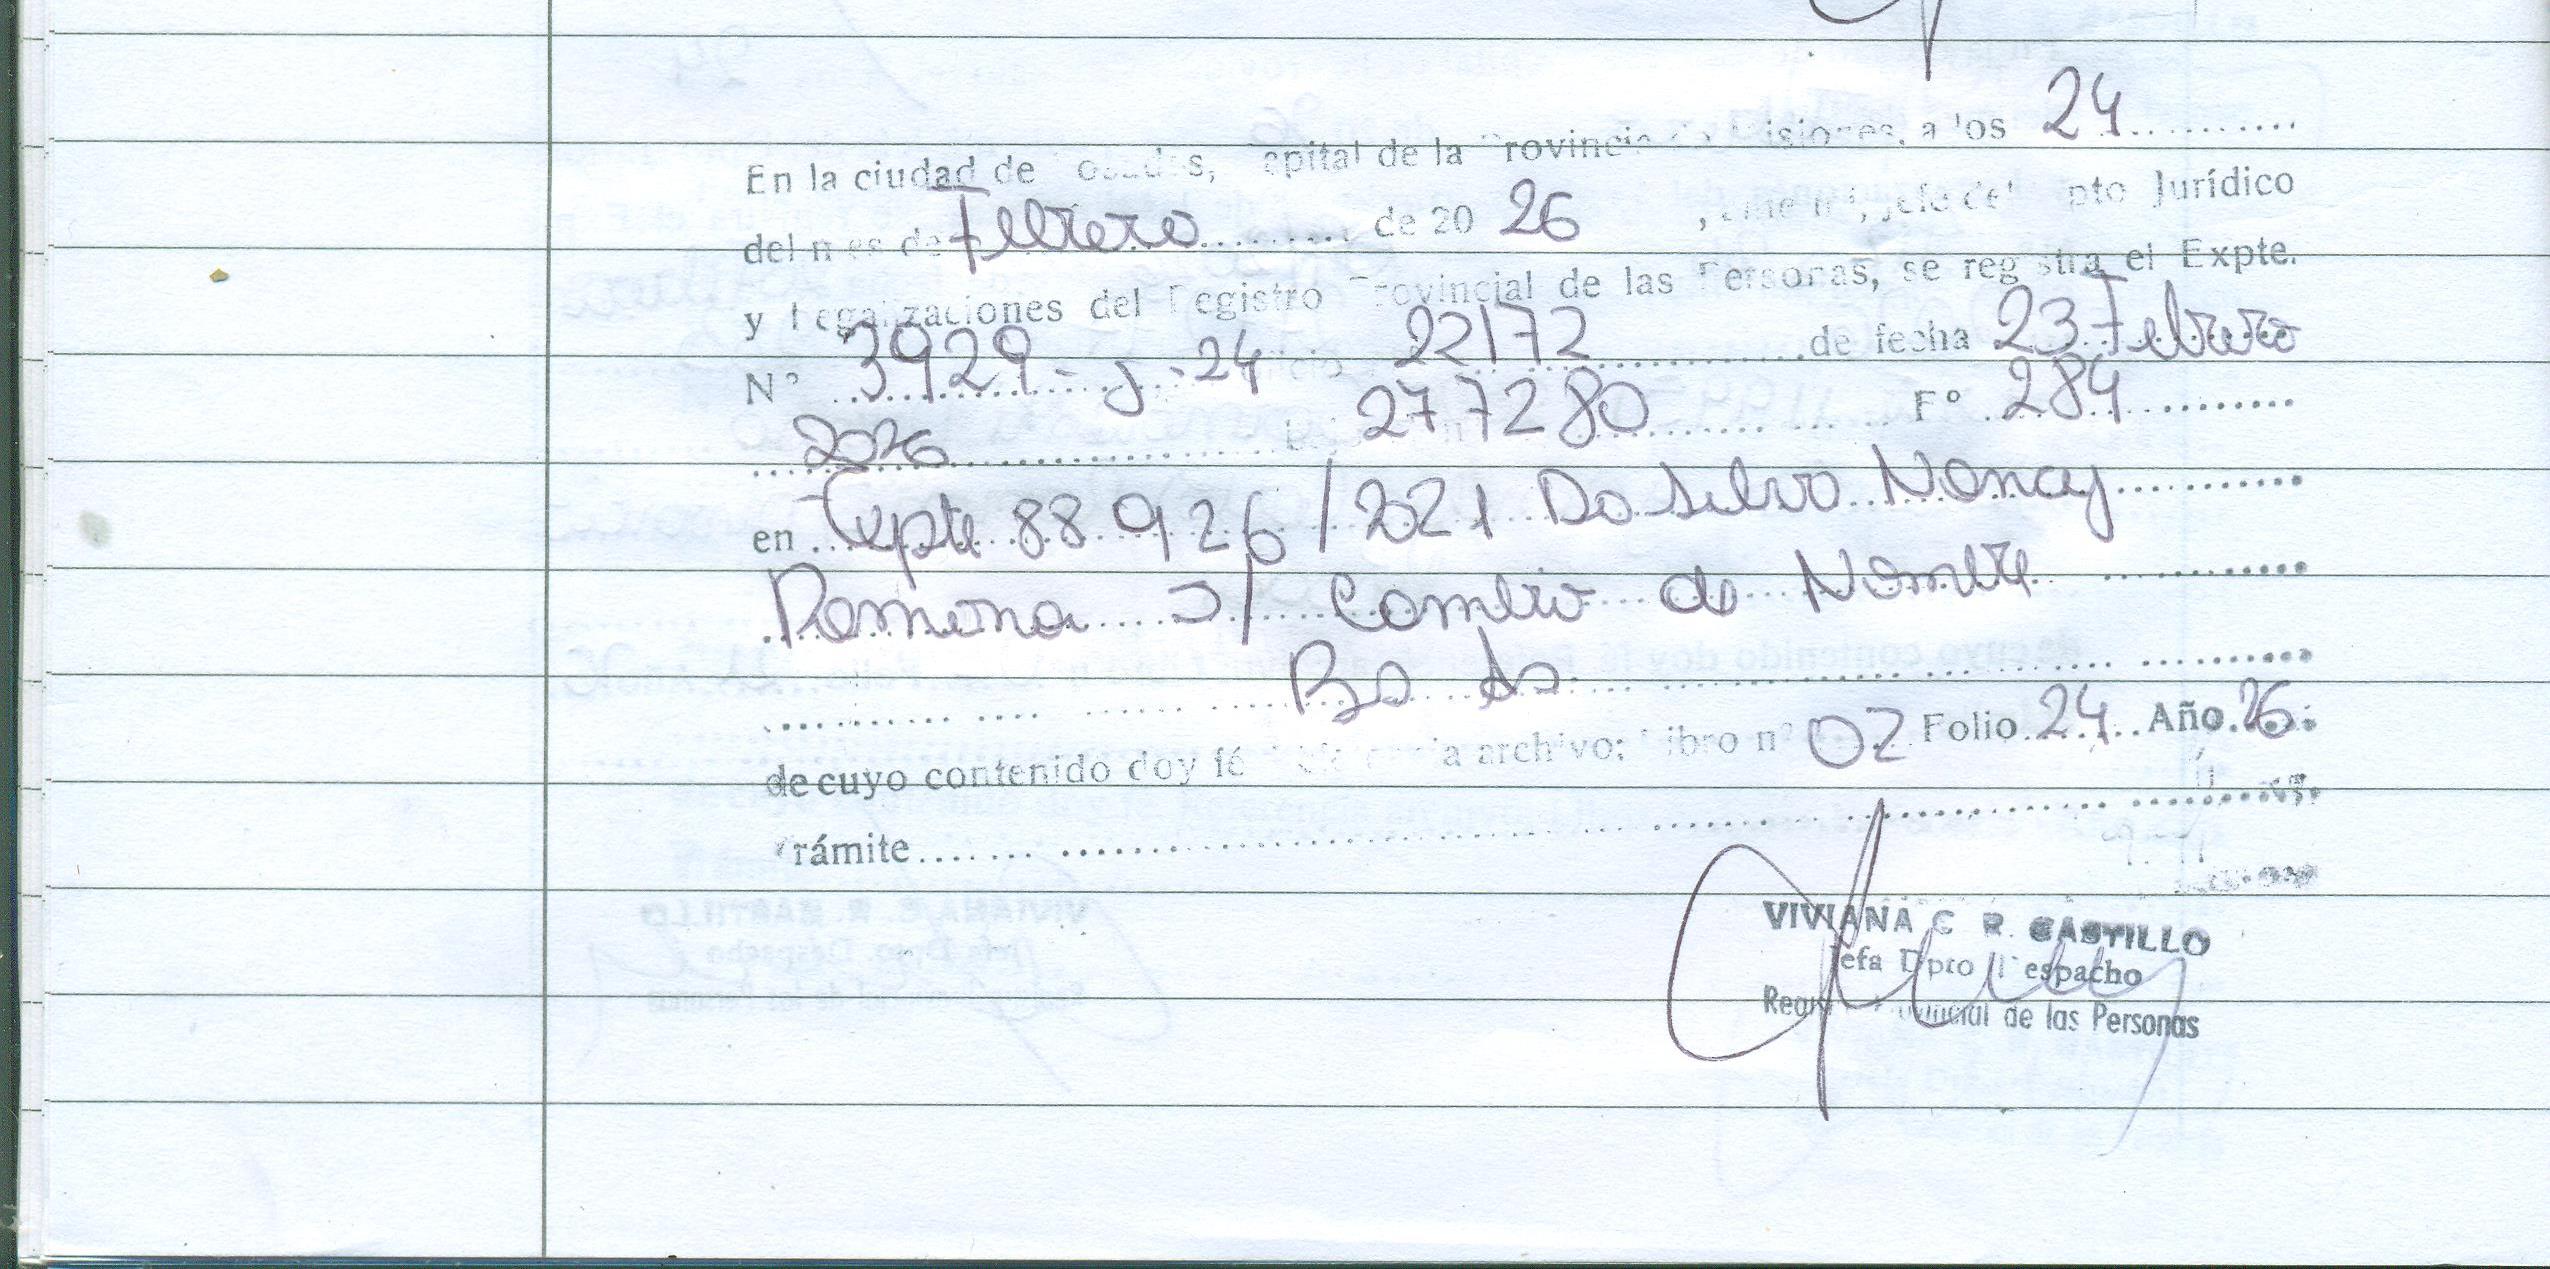 En la ciudad de Posadas, Capital de la Provincia de Misiones, a los 24
del mes de Febrero de 20 26, ante mí, jefe del Dpto Jurídico
y Legalizaciones del Registro Provincial de las Personas, se registra el Expte.
N° 3929-J-24 Oficio 22172 de fecha 23 Febrero
2026 277280 F° 284
en Expte 88926/2021 Da Silva Nancy
Ramona s/ Cambio de Nombre
de cuyo contenido doy fé archivo: Libro n° 02 Folio 24 Año 26
Trámite
VIVIANA C R. CASTILLO
Jefa Dpto Despacho
Registro Provincial de las Personas